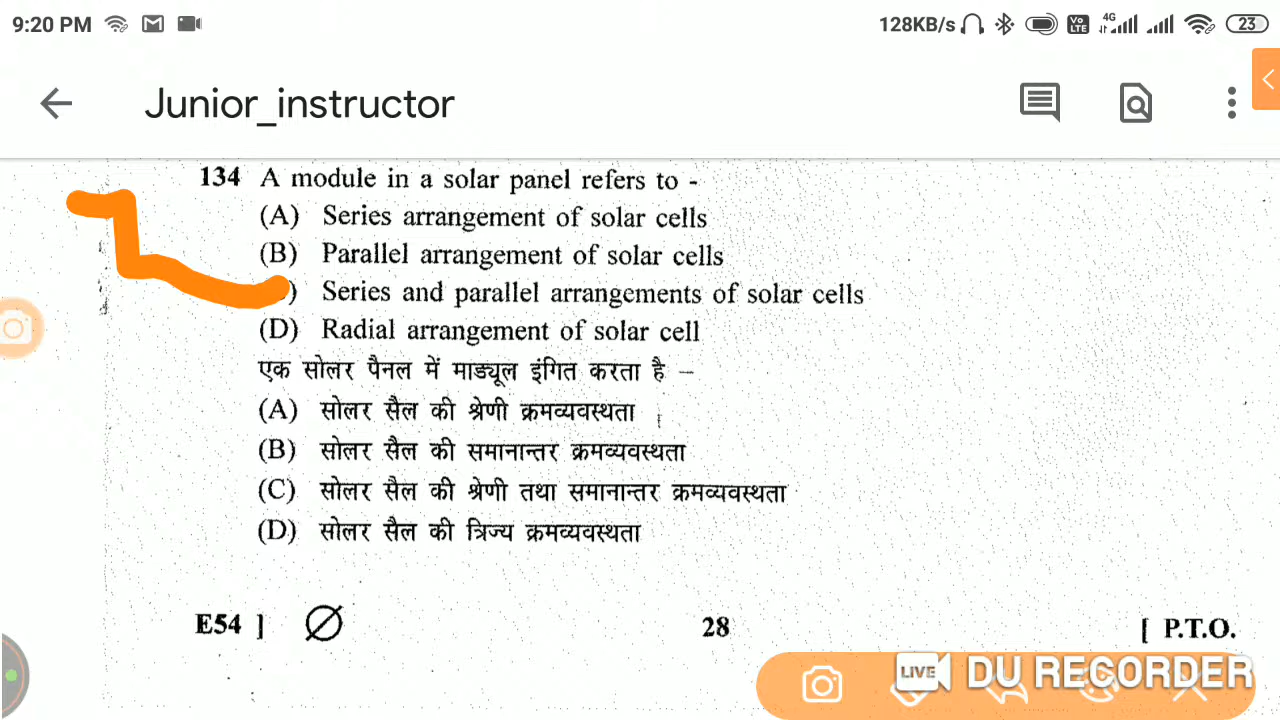 9:20 PM 128KB/s Vo LTE 4G 23
Junior_instructor
134 A module in a solar panel refers to -
(A) Series arrangement of solar cells
(B) Parallel arrangement of solar cells
) Series and parallel arrangements of solar cells
(D) Radial arrangement of solar cell
एक सोलर पैनल में माड्यूल इंगित करता है –
(A) सोलर सैल की श्रेणी क्रमव्यवस्थता
(B) सोलर सैल की समानान्तर क्रमव्यवस्थता
(C) सोलर सैल की श्रेणी तथा समानान्तर क्रमव्यवस्थता
(D) सोलर सैल की त्रिज्य क्रमव्यवस्थता
E54 ] 28 [ P.T.O.
LIVE DU RECORDER